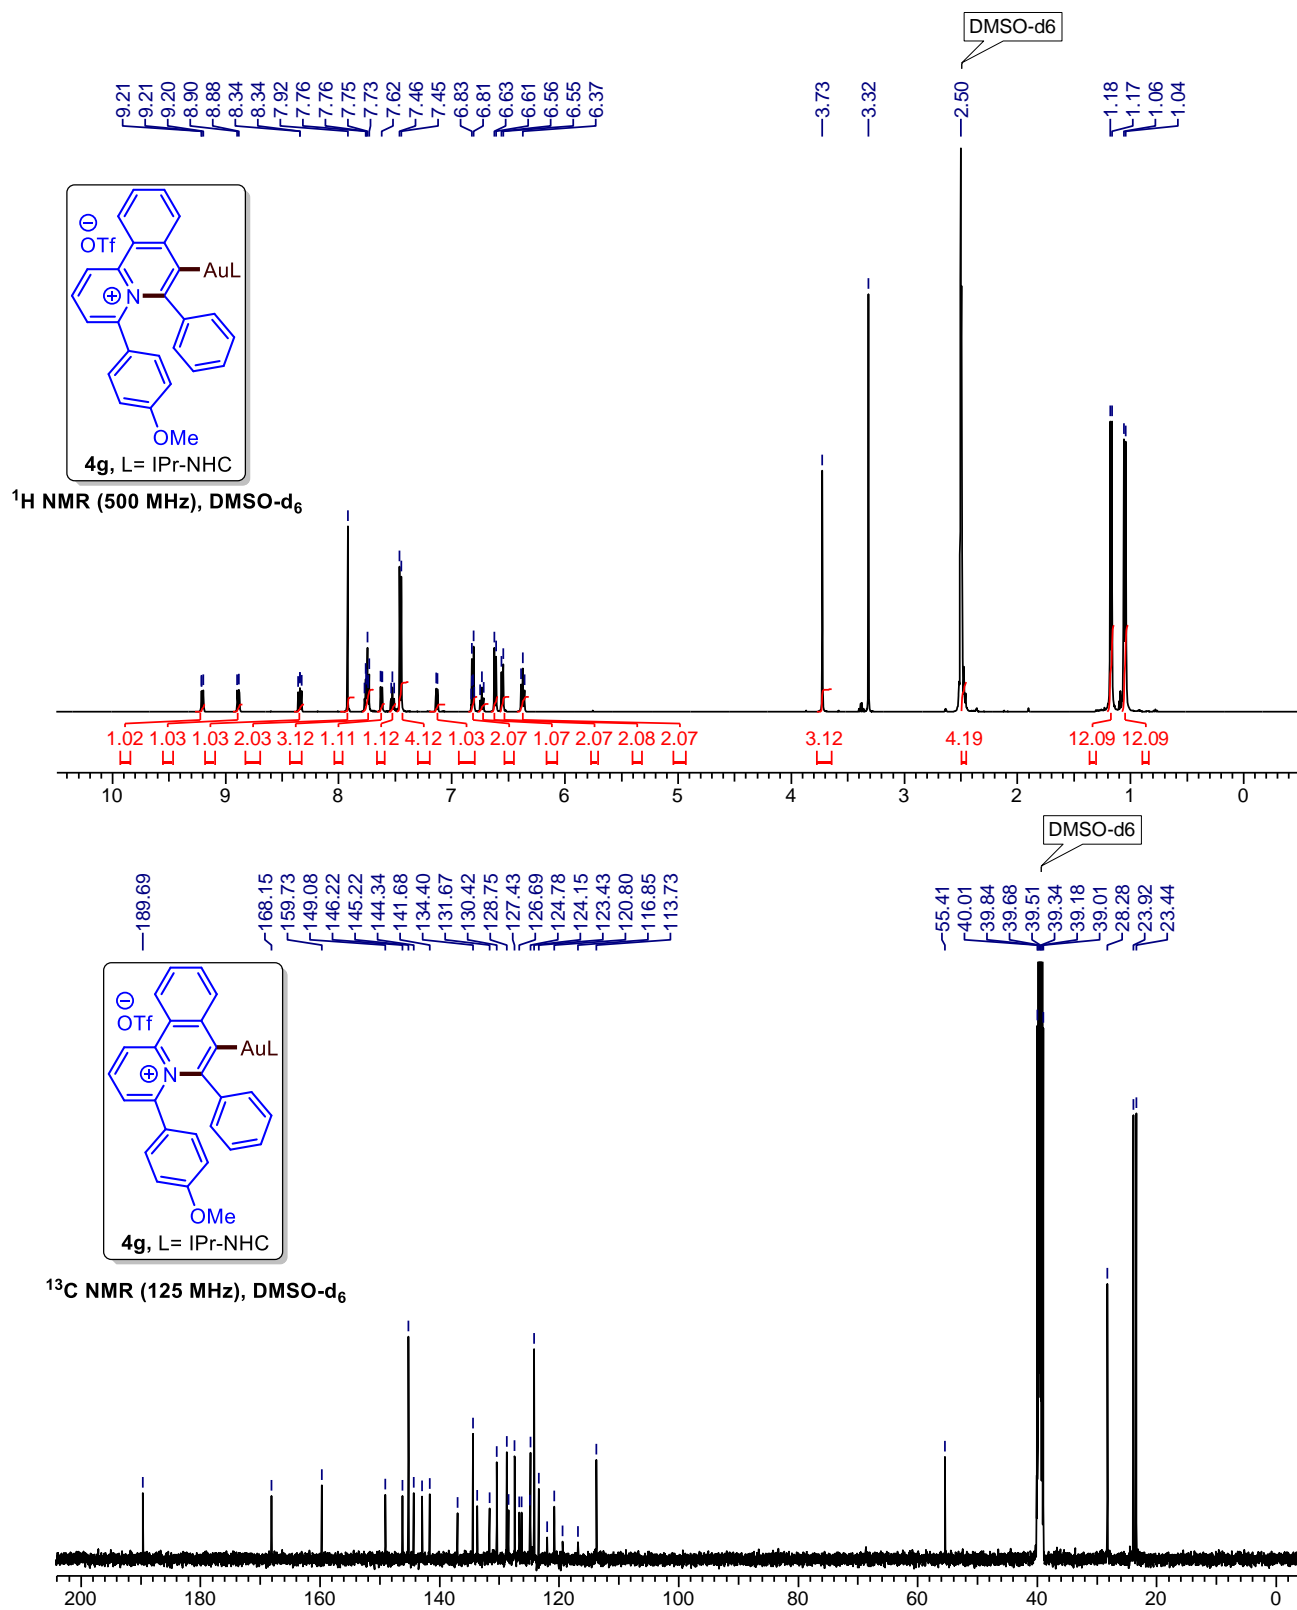 DMSO-d6
9.21 9.21 9.20 8.90 8.88 8.34 8.34 7.92 7.76 7.76 7.75 7.73 7.62 7.46 7.45 6.83 6.81 6.63 6.61 6.56 6.55 6.37 3.73 3.32 2.50 1.18 1.17 1.06 1.04
⊖
OTf
AuL
⊕ N
OMe
4g, L= IPr-NHC
1H NMR (500 MHz), DMSO-d6
1.02 1.03 1.03 2.03 3.12 1.11 1.12 4.12 1.03 2.07 1.07 2.07 2.08 2.07 3.12 4.19 12.09 12.09
10 9 8 7 6 5 4 3 2 1 0
DMSO-d6
189.69 168.15 159.73 149.08 146.22 145.22 144.34 141.68 134.40 131.67 130.42 128.75 127.43 126.69 124.78 124.15 123.43 120.80 116.85 113.73 55.41 40.01 39.84 39.68 39.51 39.34 39.18 39.01 28.28 23.92 23.44
⊖
OTf
AuL
⊕ N
OMe
4g, L= IPr-NHC
13C NMR (125 MHz), DMSO-d6
200 180 160 140 120 100 80 60 40 20 0